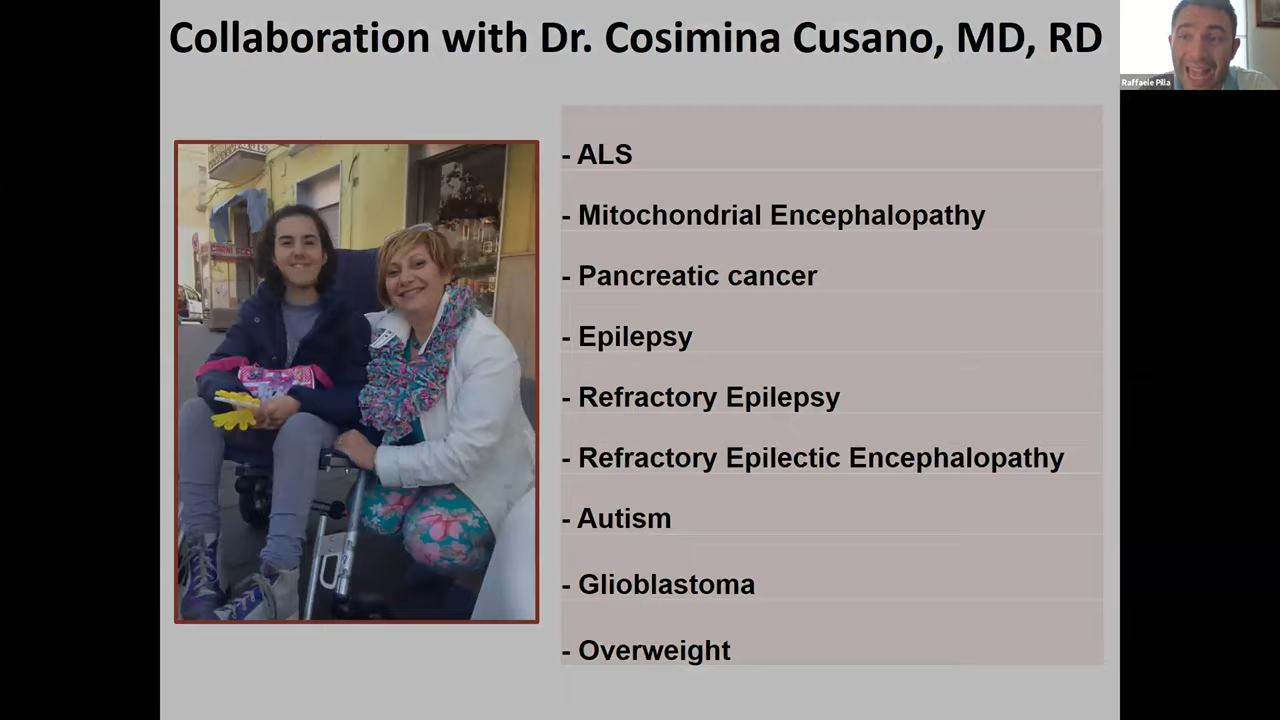 Collaboration with Dr. Cosimina Cusano, MD, RD
Raffaele Pilla
- ALS
- Mitochondrial Encephalopathy
- Pancreatic cancer
- Epilepsy
- Refractory Epilepsy
- Refractory Epilectic Encephalopathy
- Autism
- Glioblastoma
- Overweight